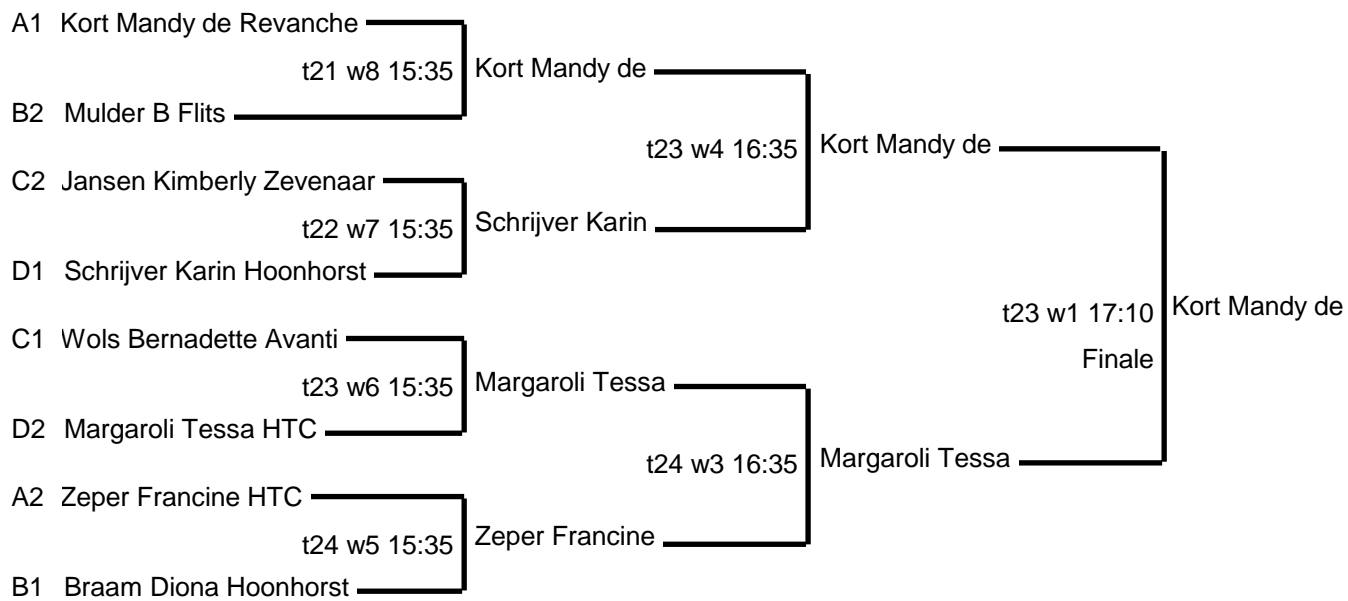 A1 Kort Mandy de Revanche
t21 w8 15:35 Kort Mandy de
B2 Mulder B Flits
t23 w4 16:35 Kort Mandy de
C2 Jansen Kimberly Zevenaar
t22 w7 15:35 Schrijver Karin
D1 Schrijver Karin Hoonhorst
t23 w1 17:10 Kort Mandy de
C1 Wols Bernadette Avanti
Finale
t23 w6 15:35 Margaroli Tessa
D2 Margaroli Tessa HTC
t24 w3 16:35 Margaroli Tessa
A2 Zeper Francine HTC
t24 w5 15:35 Zeper Francine
B1 Braam Diona Hoonhorst